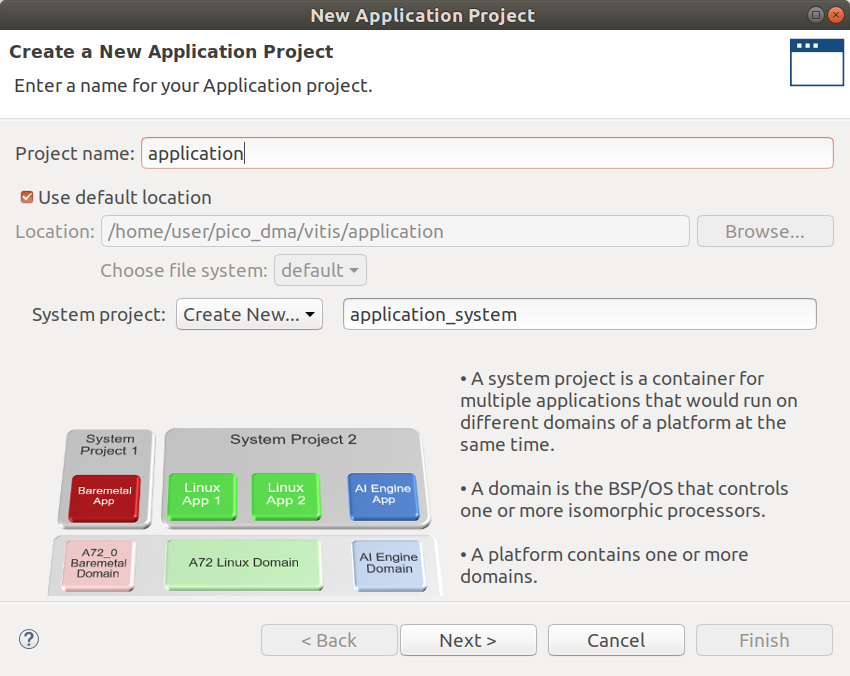 New Application Project
Create a New Application Project
Enter a name for your Application project.
Project name: application
Use default location
Location: /home/user/pico_dma/vitis/application Browse...
Choose file system: default
System project: Create New... application_system
• A system project is a container for
multiple applications that would run on
different domains of a platform at the
same time.
• A domain is the BSP/OS that controls
one or more isomorphic processors.
• A platform contains one or more
domains.
System
Project 1
System Project 2
Baremetal
App
Linux
App 1
Linux
App 2
AI Engine
App
A72_0
Baremetal
Domain
A72 Linux Domain
AI Engine
Domain
? < Back Next > Cancel Finish